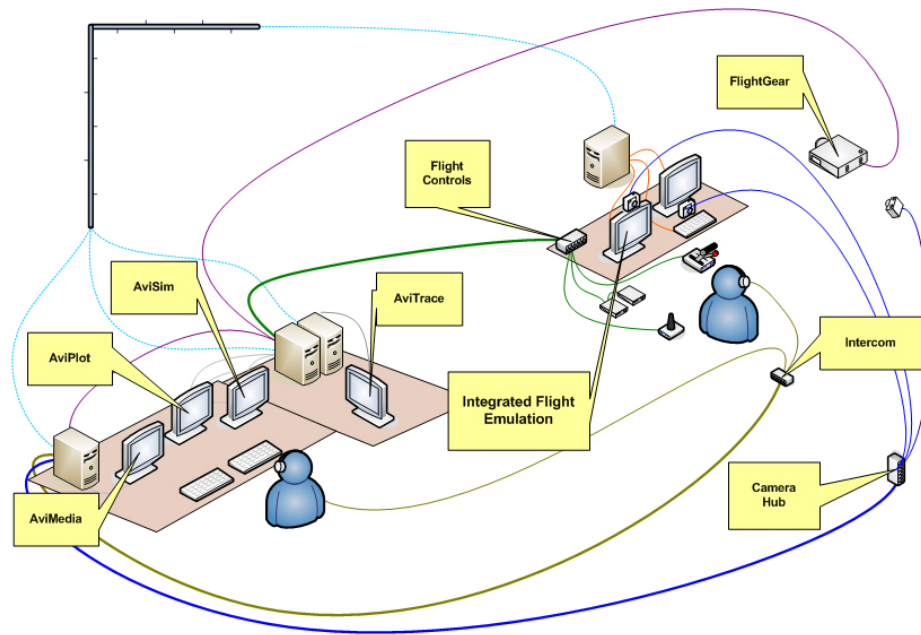 FlightGear
Flight
Controls
AviSim
AviTrace
AviPlot
Intercom
Integrated Flight
Emulation
Camera
Hub
AviMedia